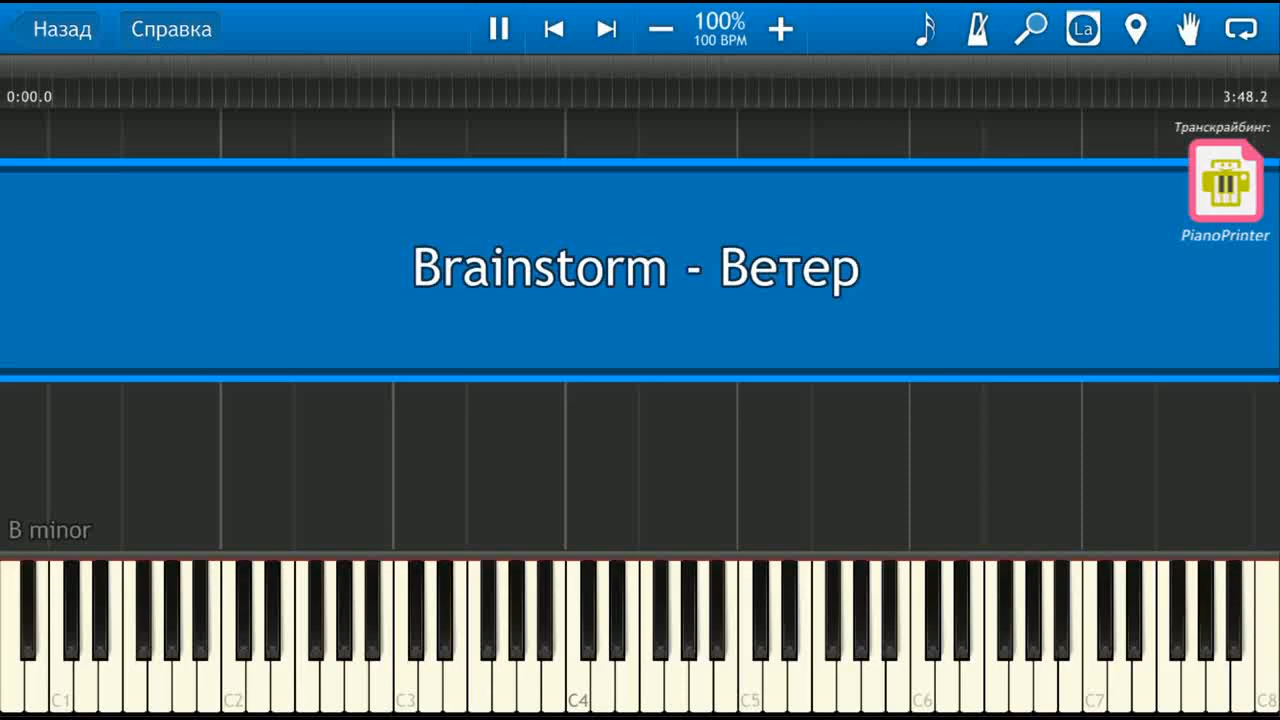 Назад
Справка
100%
100 BPM
La
0:00.0
3:48.2
Транскрайбинг:
PianoPrinter
Brainstorm - Ветер
B minor
C1
C2
C3
C4
C5
C6
C7
C8